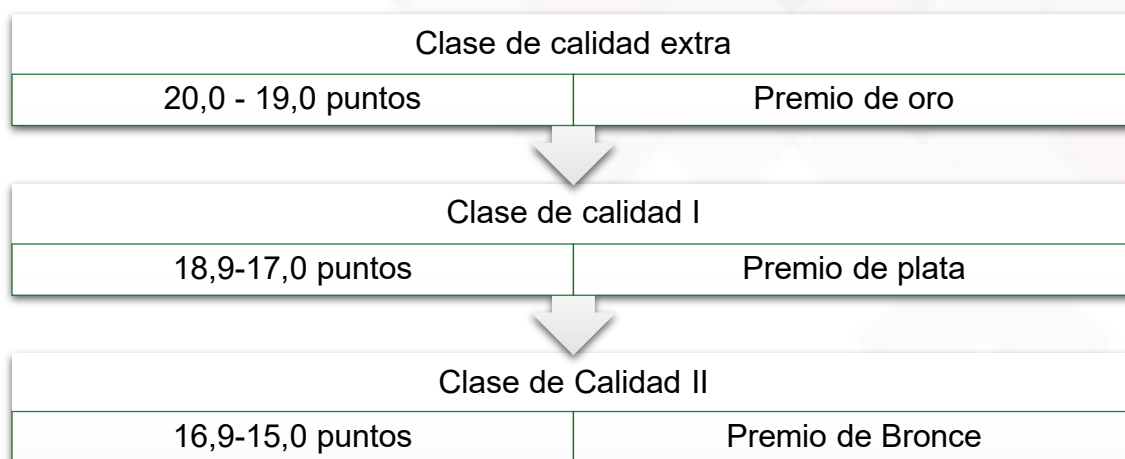 Clase de calidad extra
20,0 - 19,0 puntos Premio de oro
Clase de calidad I
18,9-17,0 puntos Premio de plata
Clase de Calidad II
16,9-15,0 puntos Premio de Bronce